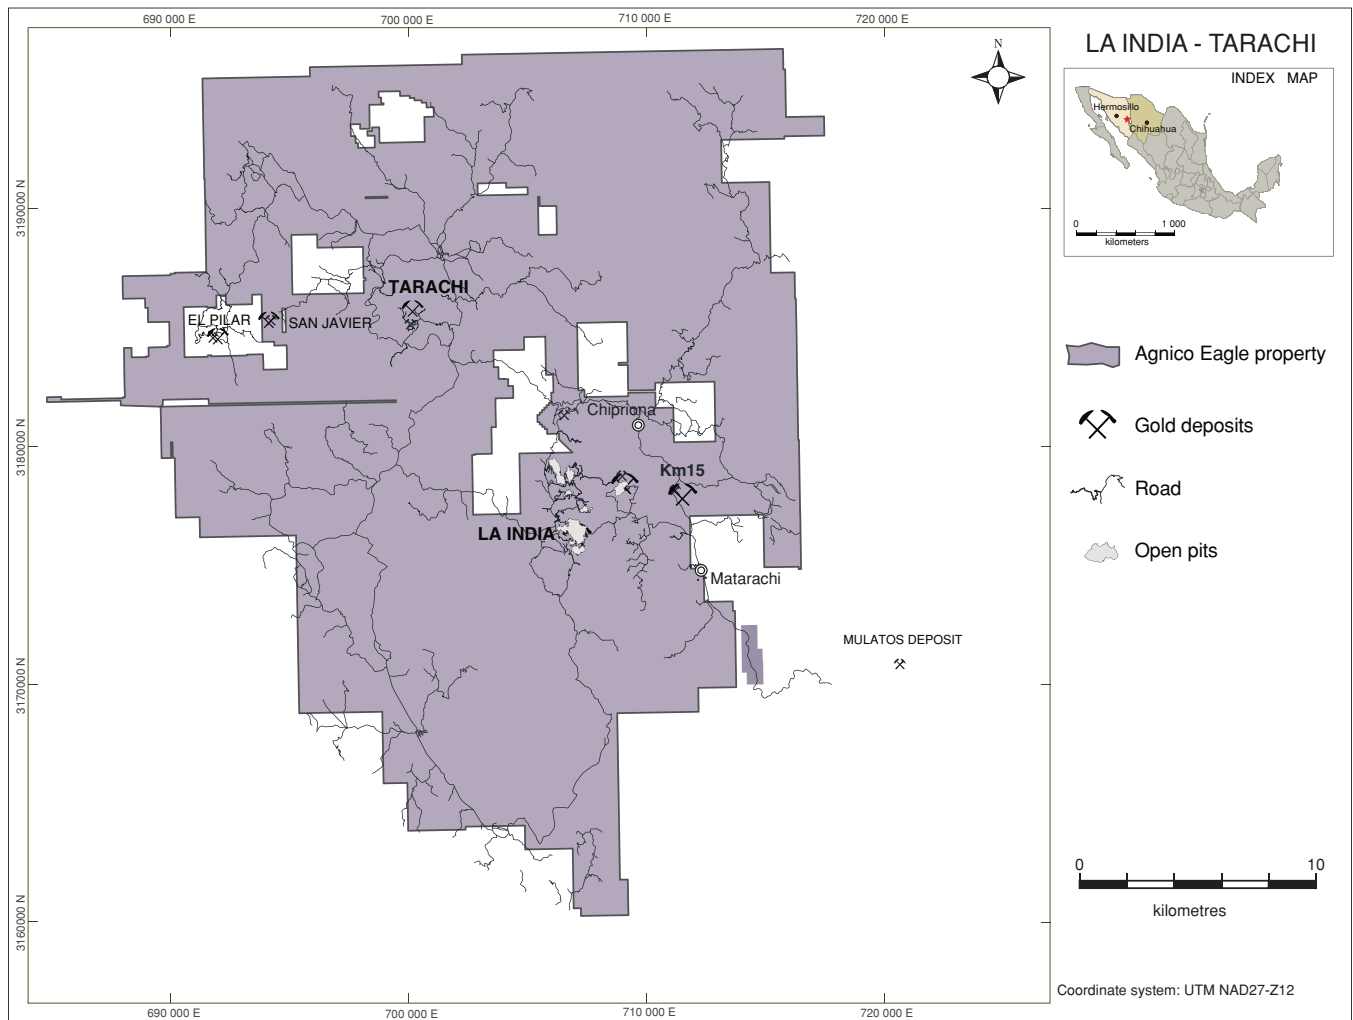 690 000 E
700 000 E
710 000 E
720 000 E
LA INDIA - TARACHI
INDEX MAP
Hermosillo
Chihuahua
0
1 000
kilometers
3190000 N
TARACHI
EL PILAR
SAN JAVIER
Agnico Eagle property
Chipriona
Gold deposits
3180000 N
Km15
Road
LA INDIA
Open pits
Matarachi
MULATOS DEPOSIT
3170000 N
0
10
kilometres
3160000 N
Coordinate system: UTM NAD27-Z12
690 000 E
700 000 E
710 000 E
720 000 E
N